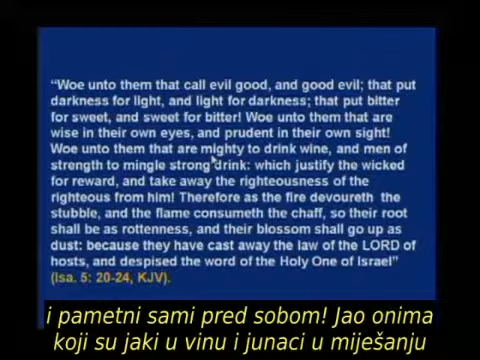 “Woe unto them that call evil good, and good evil; that put
darkness for light, and light for darkness; that put bitter
for sweet, and sweet for bitter! Woe unto them that are
wise in their own eyes, and prudent in their own sight!
Woe unto them that are mighty to drink wine, and men of
strength to mingle strong drink: which justify the wicked
for reward, and take away the righteousness of the
righteous from him! Therefore as the fire devoureth the
stubble, and the flame consumeth the chaff, so their root
shall be as rottenness, and their blossom shall go up as
dust: because they have cast away the law of the LORD of
hosts, and despised the word of the Holy One of Israel”
(Isa. 5: 20-24, KJV).
i pametni sami pred sobom! Jao onima
koji su jaki u vinu i junaci u miješanju